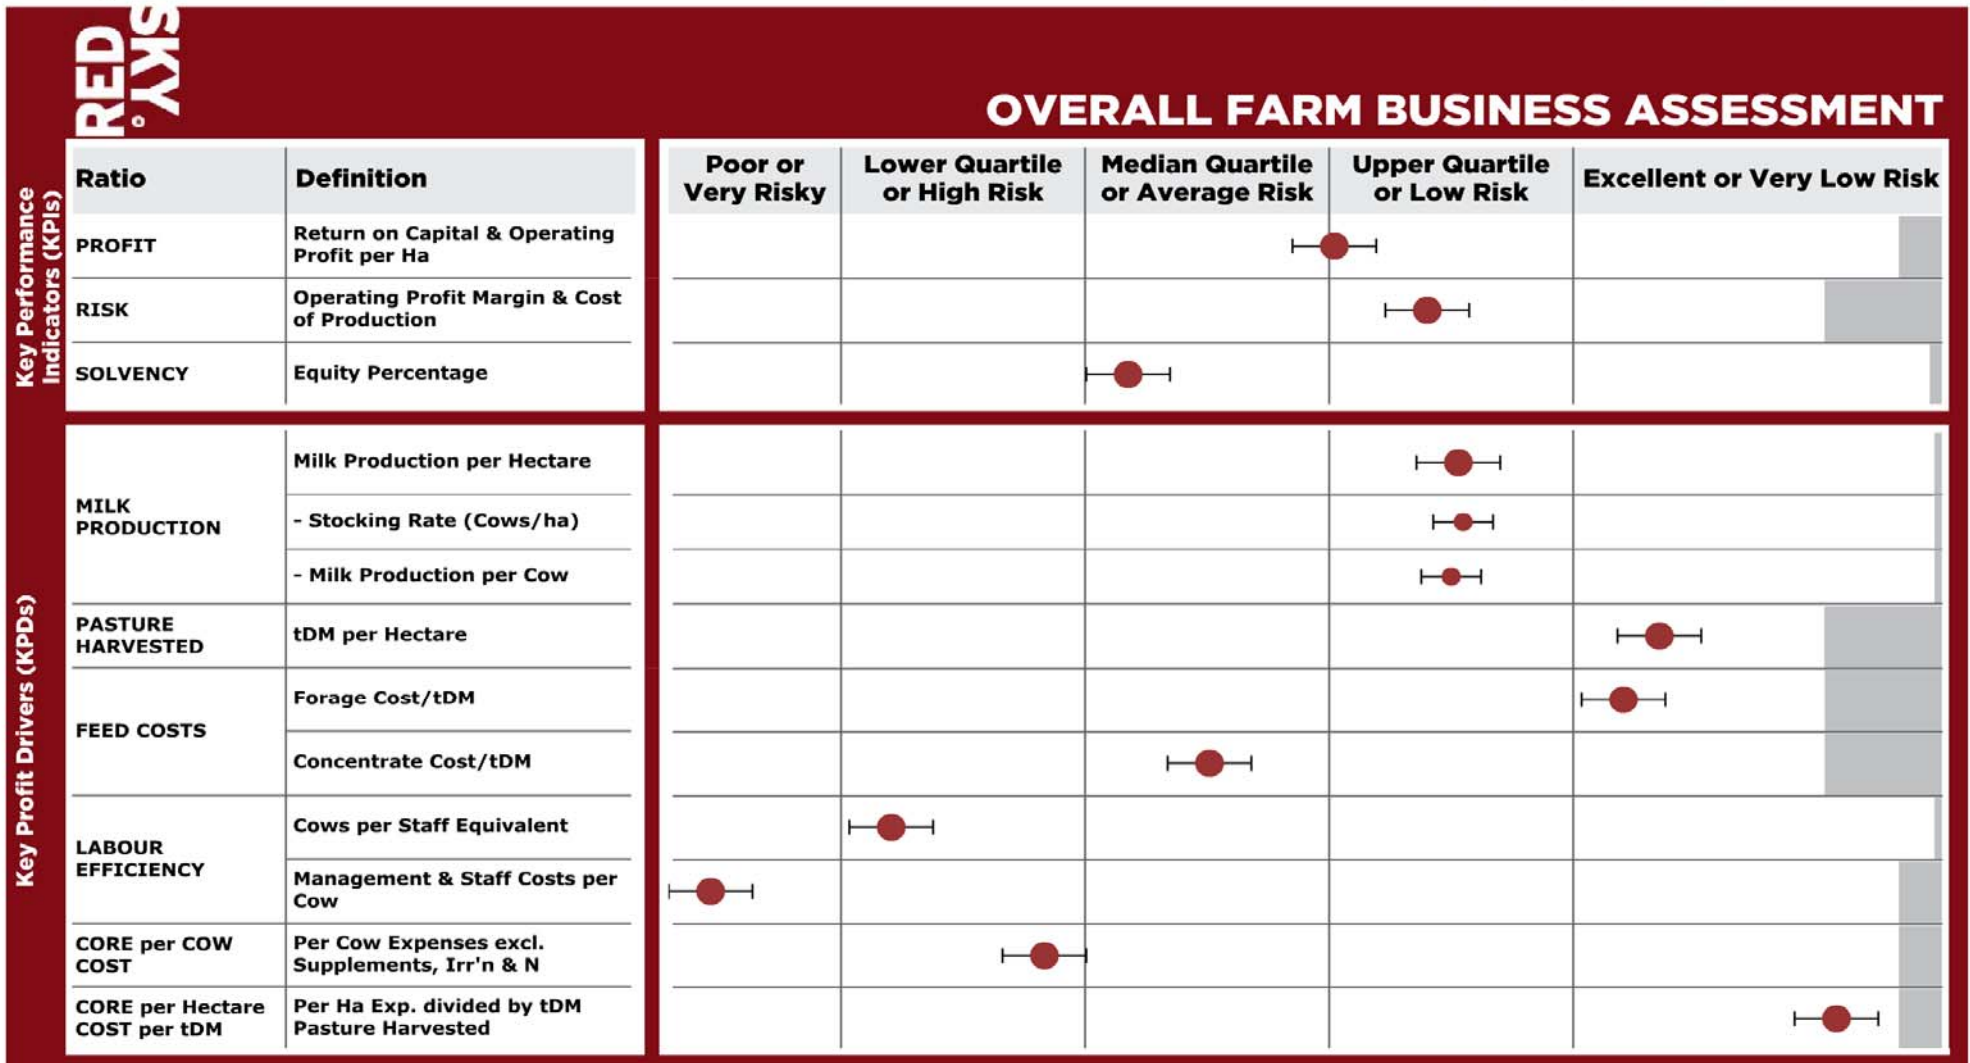 RED
SKY
OVERALL FARM BUSINESS ASSESSMENT
Key Performance
Indicators (KPIs)
Ratio
Definition
Poor or
Very Risky
Lower Quartile
or High Risk
Median Quartile
or Average Risk
Upper Quartile
or Low Risk
Excellent or Very Low Risk
PROFIT
Return on Capital & Operating
Profit per Ha
RISK
Operating Profit Margin & Cost
of Production
SOLVENCY
Equity Percentage
Key Profit Drivers (KPDs)
MILK
PRODUCTION
Milk Production per Hectare
- Stocking Rate (Cows/ha)
- Milk Production per Cow
PASTURE
HARVESTED
tDM per Hectare
FEED COSTS
Forage Cost/tDM
Concentrate Cost/tDM
LABOUR
EFFICIENCY
Cows per Staff Equivalent
Management & Staff Costs per
Cow
CORE per COW
COST
Per Cow Expenses excl.
Supplements, Irr'n & N
CORE per Hectare
COST per tDM
Per Ha Exp. divided by tDM
Pasture Harvested